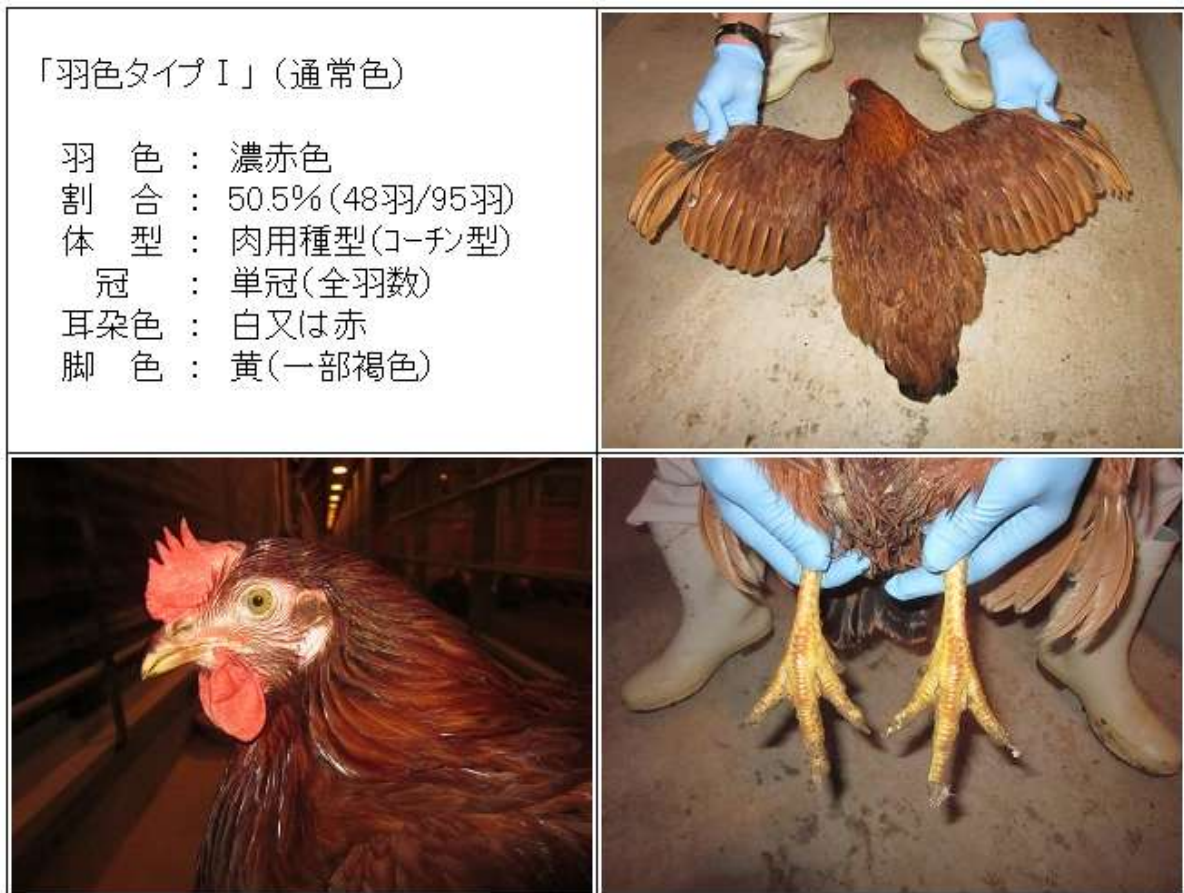 「羽色タイプⅠ」（通常色）
羽　色 ： 濃赤色
割　合 ： 50.5%（48羽/95羽）
体　型 ： 肉用種型（ｺｰﾁﾝ型）
冠　 ： 単冠（全羽数）
耳朶色 ： 白又は赤
脚　色 ： 黄（一部褐色）